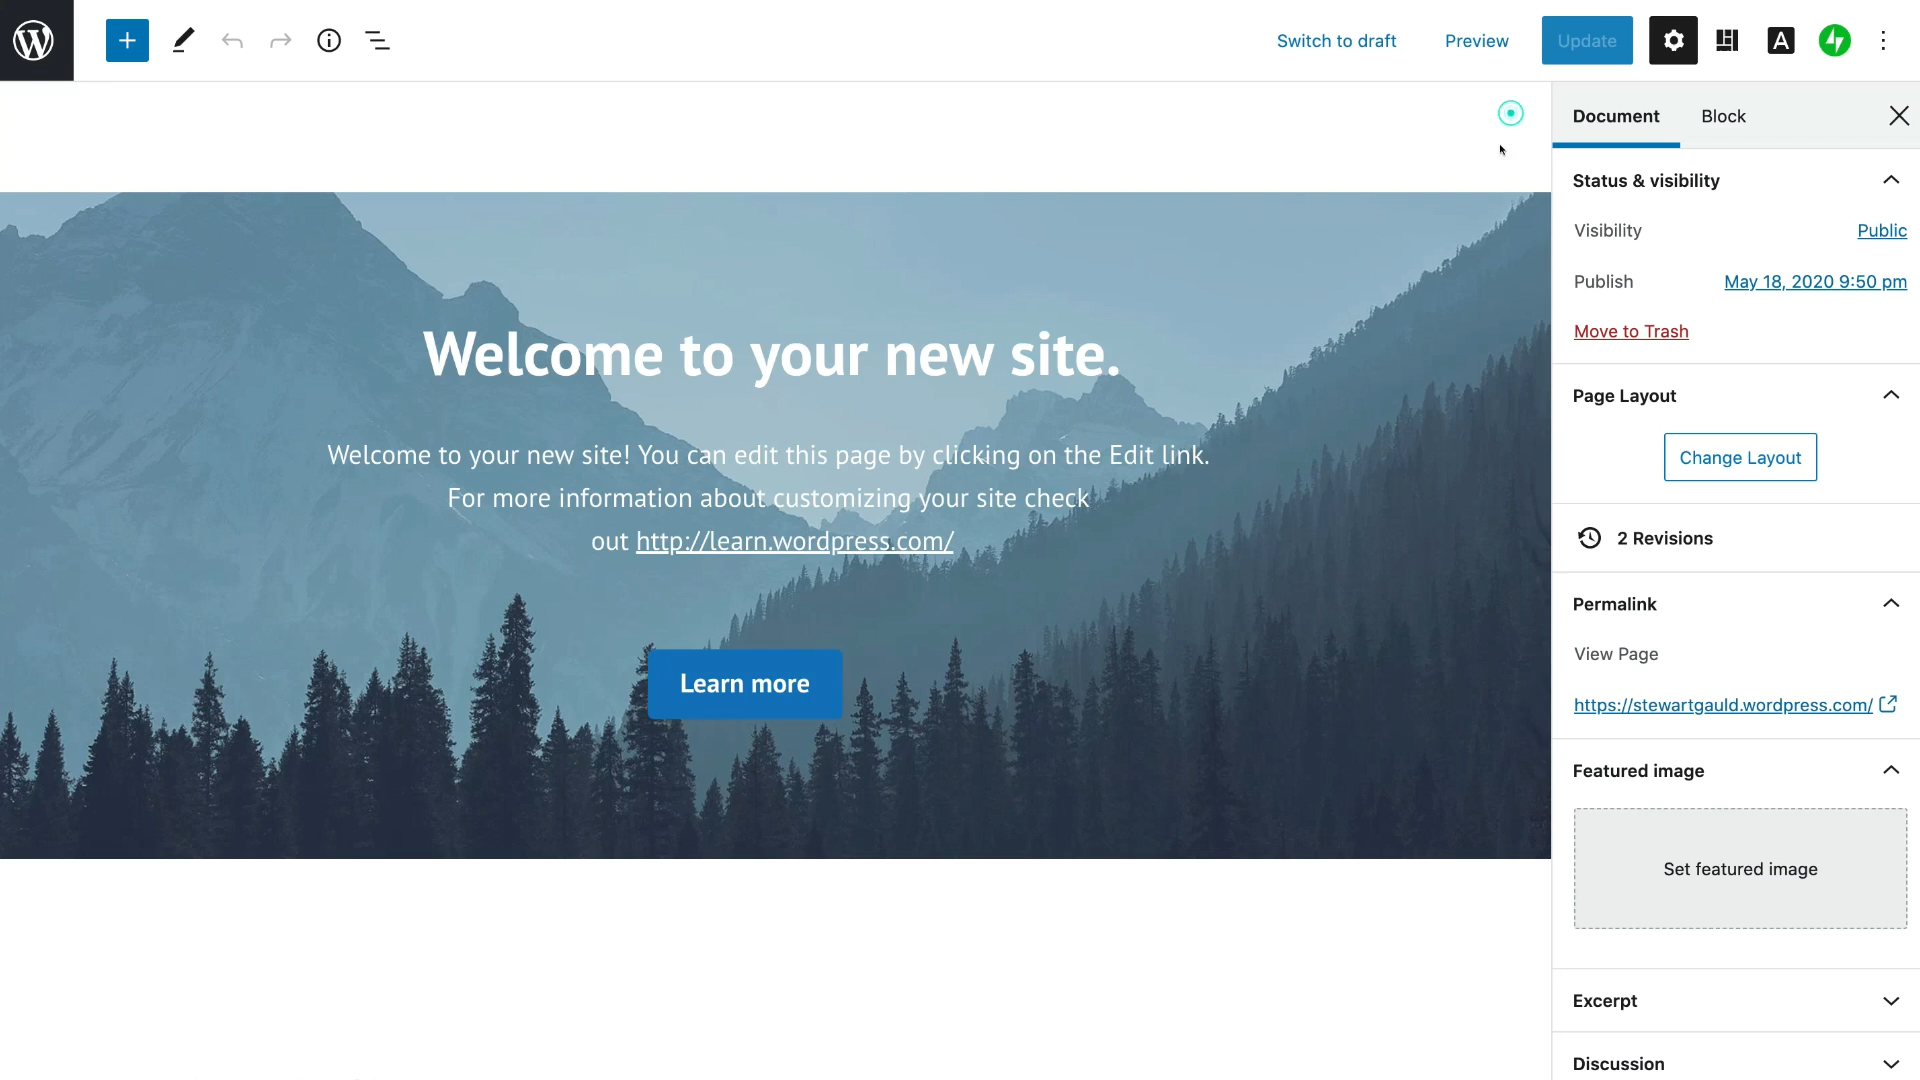 Switch to draft
Preview
Update
A
Document
Block
Status & visibility
Visibility
Public
Publish
May 18, 2020 9:50 pm
Move to Trash
Page Layout
Change Layout
2 Revisions
Permalink
View Page
https://stewartgauld.wordpress.com/
Featured image
Set featured image
Excerpt
Discussion
Welcome to your new site.
Welcome to your new site! You can edit this page by clicking on the Edit link.
For more information about customizing your site check
out http://learn.wordpress.com/
Learn more